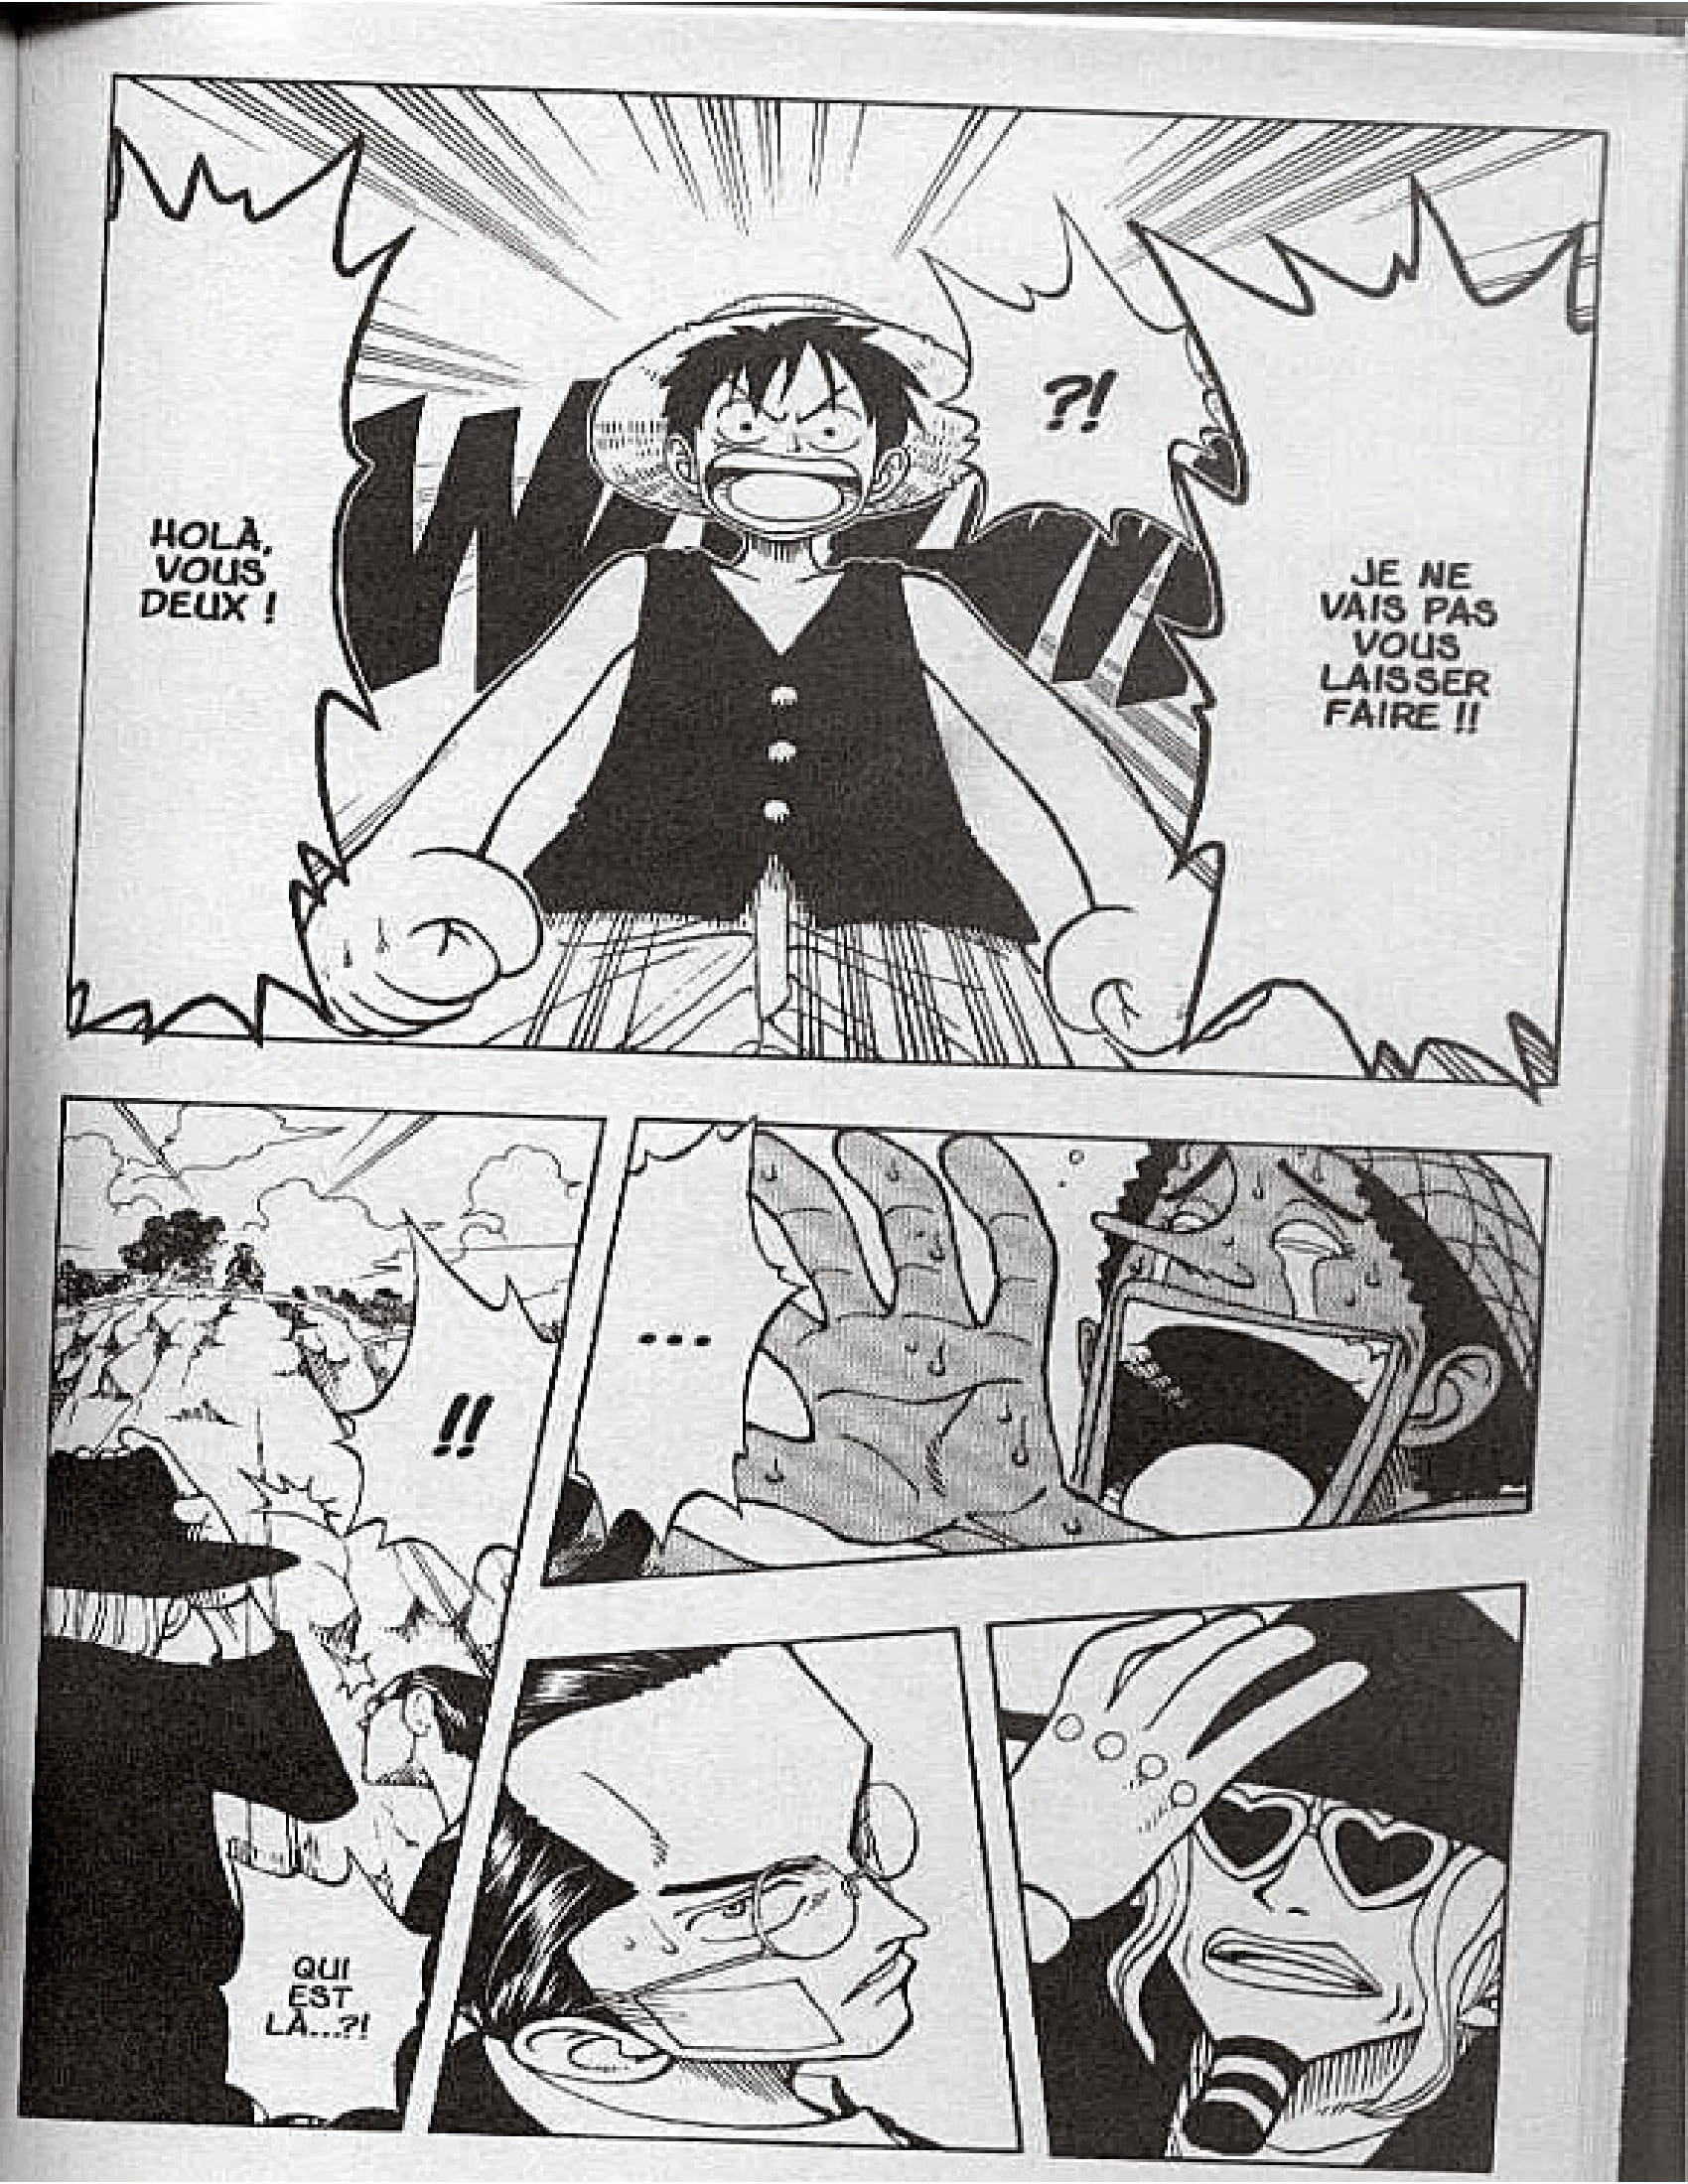 JE NE
VAIS PAS
VOUS
LAISSER
FAIRE !!
?!
HOLÀ,
VOUS
DEUX !
...
!!
QUI
EST
LÀ...?!